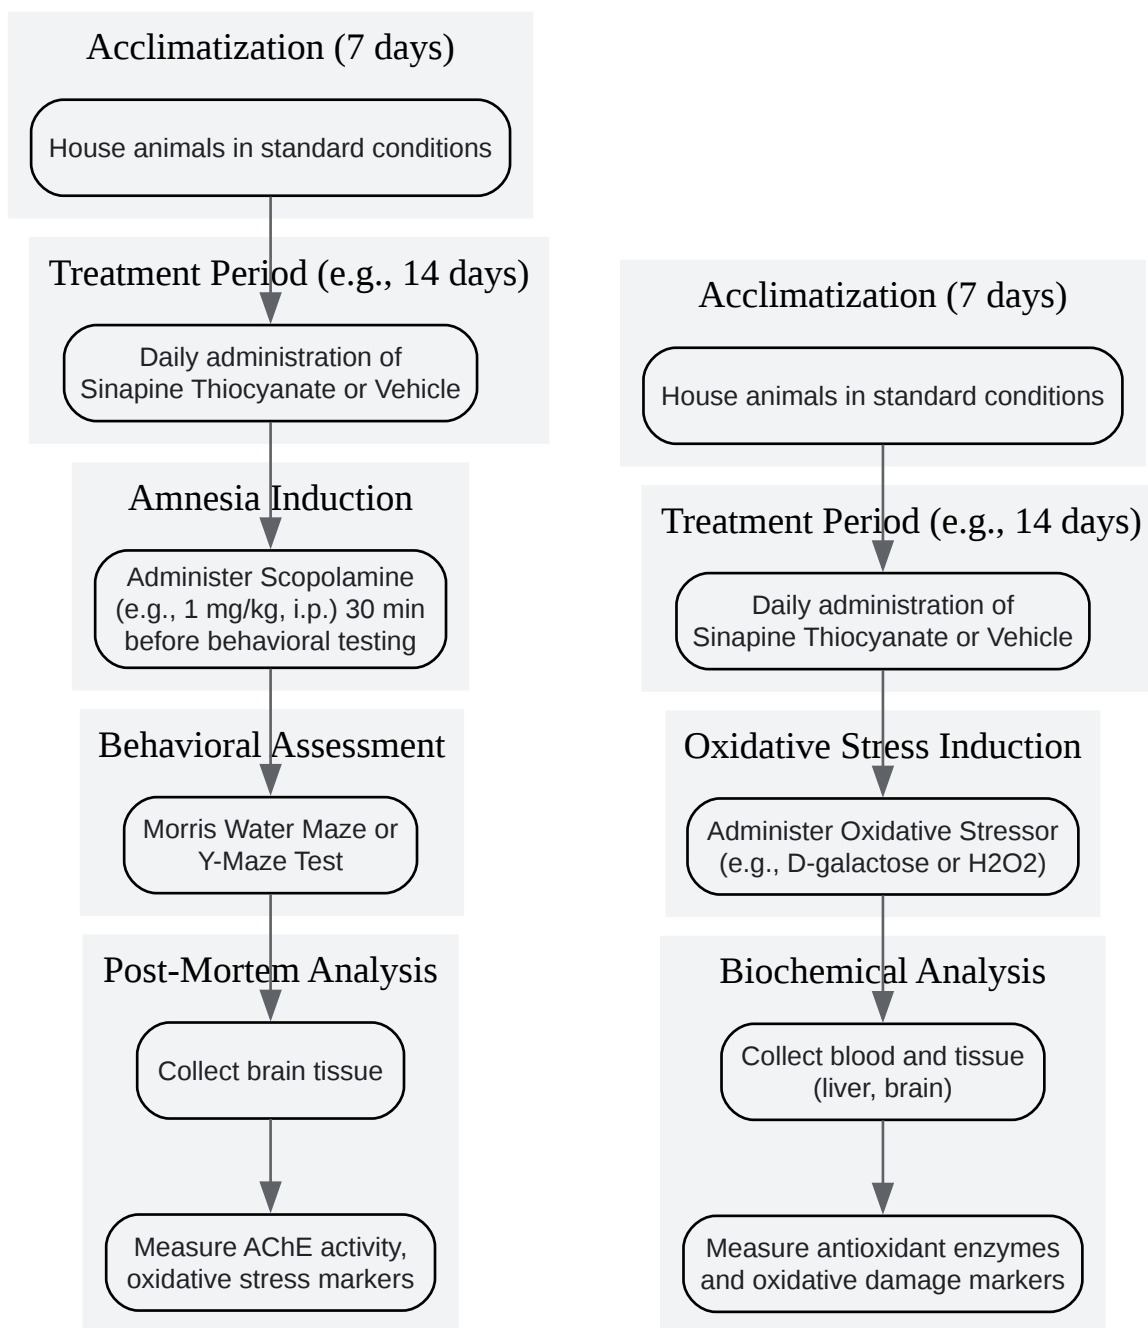 Acclimatization (7 days)
House animals in standard conditions
Treatment Period (e.g., 14 days)
Daily administration of
Sinapine Thiocyanate or Vehicle
Amnesia Induction
Administer Scopolamine
(e.g., 1 mg/kg, i.p.) 30 min
before behavioral testing
Behavioral Assessment
Morris Water Maze or
Y-Maze Test
Post-Mortem Analysis
Collect brain tissue
Measure AChE activity,
oxidative stress markers
Acclimatization (7 days)
House animals in standard conditions
Treatment Period (e.g., 14 days)
Daily administration of
Sinapine Thiocyanate or Vehicle
Oxidative Stress Induction
Administer Oxidative Stressor
(e.g., D-galactose or H2O2)
Biochemical Analysis
Collect blood and tissue
(liver, brain)
Measure antioxidant enzymes
and oxidative damage markers